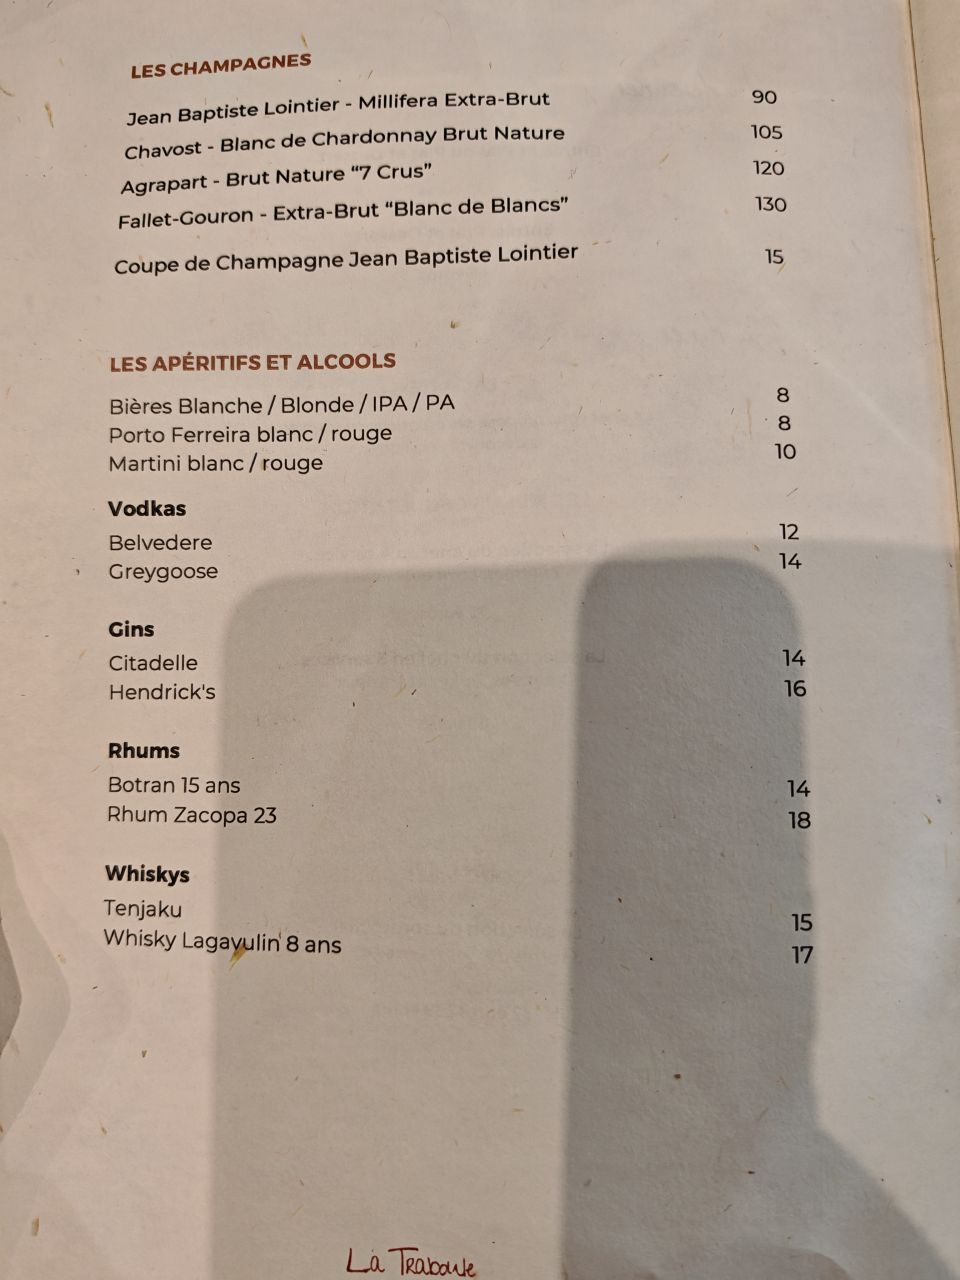 LES CHAMPAGNES
Jean Baptiste Lointier - Millifera Extra-Brut 90
Chavost - Blanc de Chardonnay Brut Nature 105
Agrapart - Brut Nature “7 Crus” 120
Fallet-Gouron - Extra-Brut “Blanc de Blancs” 130
Coupe de Champagne Jean Baptiste Lointier 15
LES APÉRITIFS ET ALCOOLS
Bières Blanche / Blonde / IPA / PA 8
Porto Ferreira blanc / rouge 8
Martini blanc / rouge 10
Vodkas
Belvedere 12
Greygoose 14
Gins
Citadelle 14
Hendrick's 16
Rhums
Botran 15 ans 14
Rhum Zacopa 23 18
Whiskys
Tenjaku 15
Whisky Lagavulin 8 ans 17
La Traboule